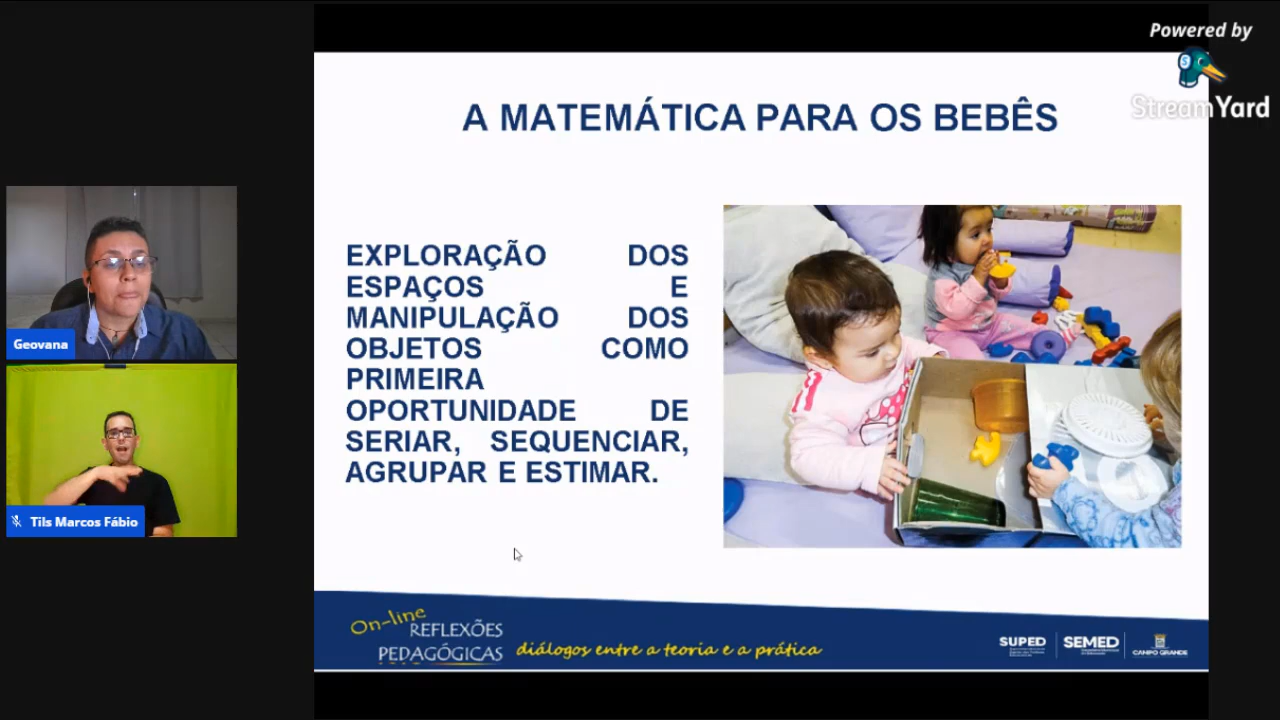 Powered by
StreamYard
A MATEMÁTICA PARA OS BEBÊS
EXPLORAÇÃO DOS
ESPAÇOS E
MANIPULAÇÃO DOS
OBJETOS COMO
PRIMEIRA
OPORTUNIDADE DE
SERIAR, SEQUENCIAR,
AGRUPAR E ESTIMAR.
Geovana
Tils Marcos Fábio
On-line
REFLEXÕES
PEDAGÓGICAS
diálogos entre a teoria e a prática
SUPED
SEMED
CAMPO GRANDE